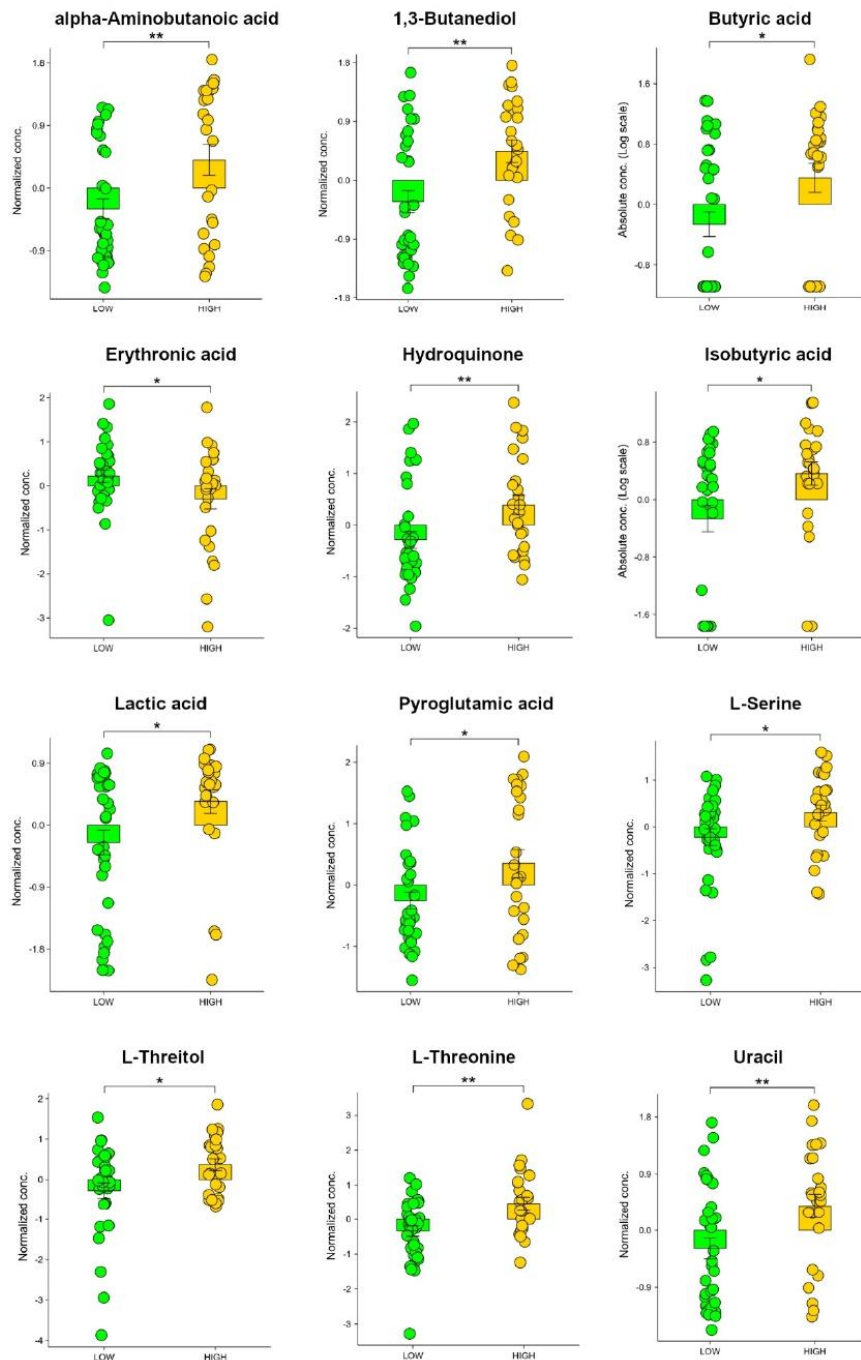 alpha-Aminobutanoic acid
**
Normalized conc.
1.8
0.9
0.0
-0.9
LOW
HIGH
1,3-Butanediol
**
Normalized conc.
1.8
0.9
0.0
-0.9
-1.8
LOW
HIGH
Butyric acid
*
Absolute conc. (Log scale)
1.6
0.8
0.0
-0.8
LOW
HIGH
Erythronic acid
*
Normalized conc.
2
1
0
-1
-2
-3
LOW
HIGH
Hydroquinone
**
Normalized conc.
2
1
0
-1
-2
LOW
HIGH
Isobutyric acid
*
Absolute conc. (Log scale)
0.8
0.0
-0.8
-1.6
LOW
HIGH
Lactic acid
*
Normalized conc.
0.9
0.0
-0.9
-1.8
LOW
HIGH
Pyroglutamic acid
*
Normalized conc.
2
1
0
-1
LOW
HIGH
L-Serine
*
Normalized conc.
1
0
-1
-2
-3
LOW
HIGH
L-Threitol
*
Normalized conc.
2
1
0
-1
-2
-3
-4
LOW
HIGH
L-Threonine
**
Normalized conc.
3
2
1
0
-1
-2
-3
LOW
HIGH
Uracil
**
Normalized conc.
1.8
0.9
0.0
-0.9
LOW
HIGH